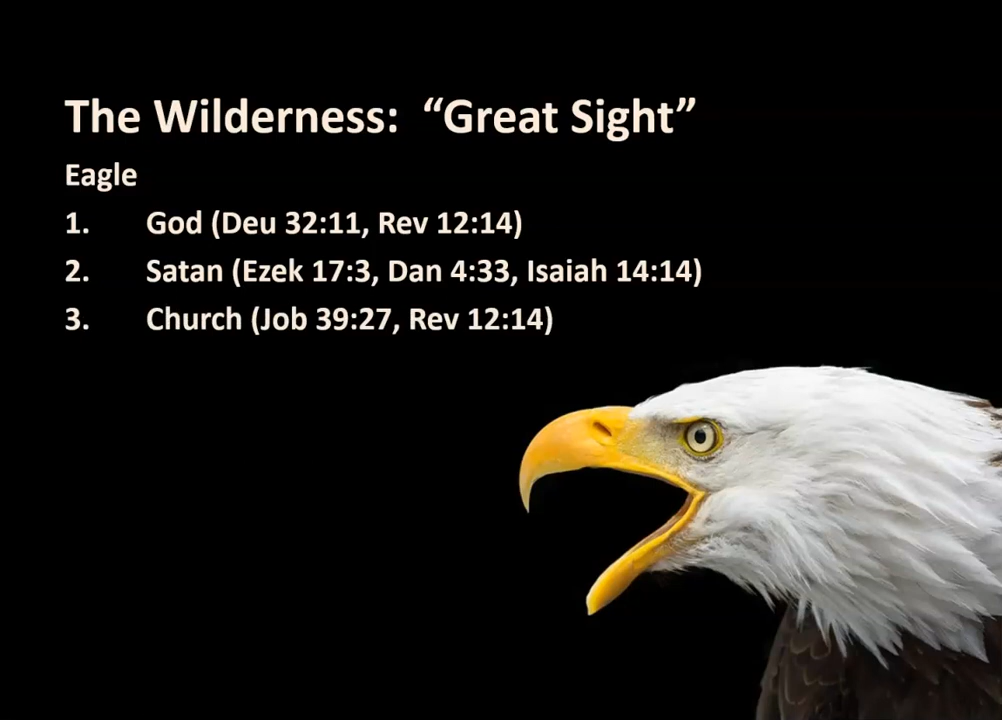 The Wilderness: “Great Sight”
Eagle
1. God (Deu 32:11, Rev 12:14)
2. Satan (Ezek 17:3, Dan 4:33, Isaiah 14:14)
3. Church (Job 39:27, Rev 12:14)